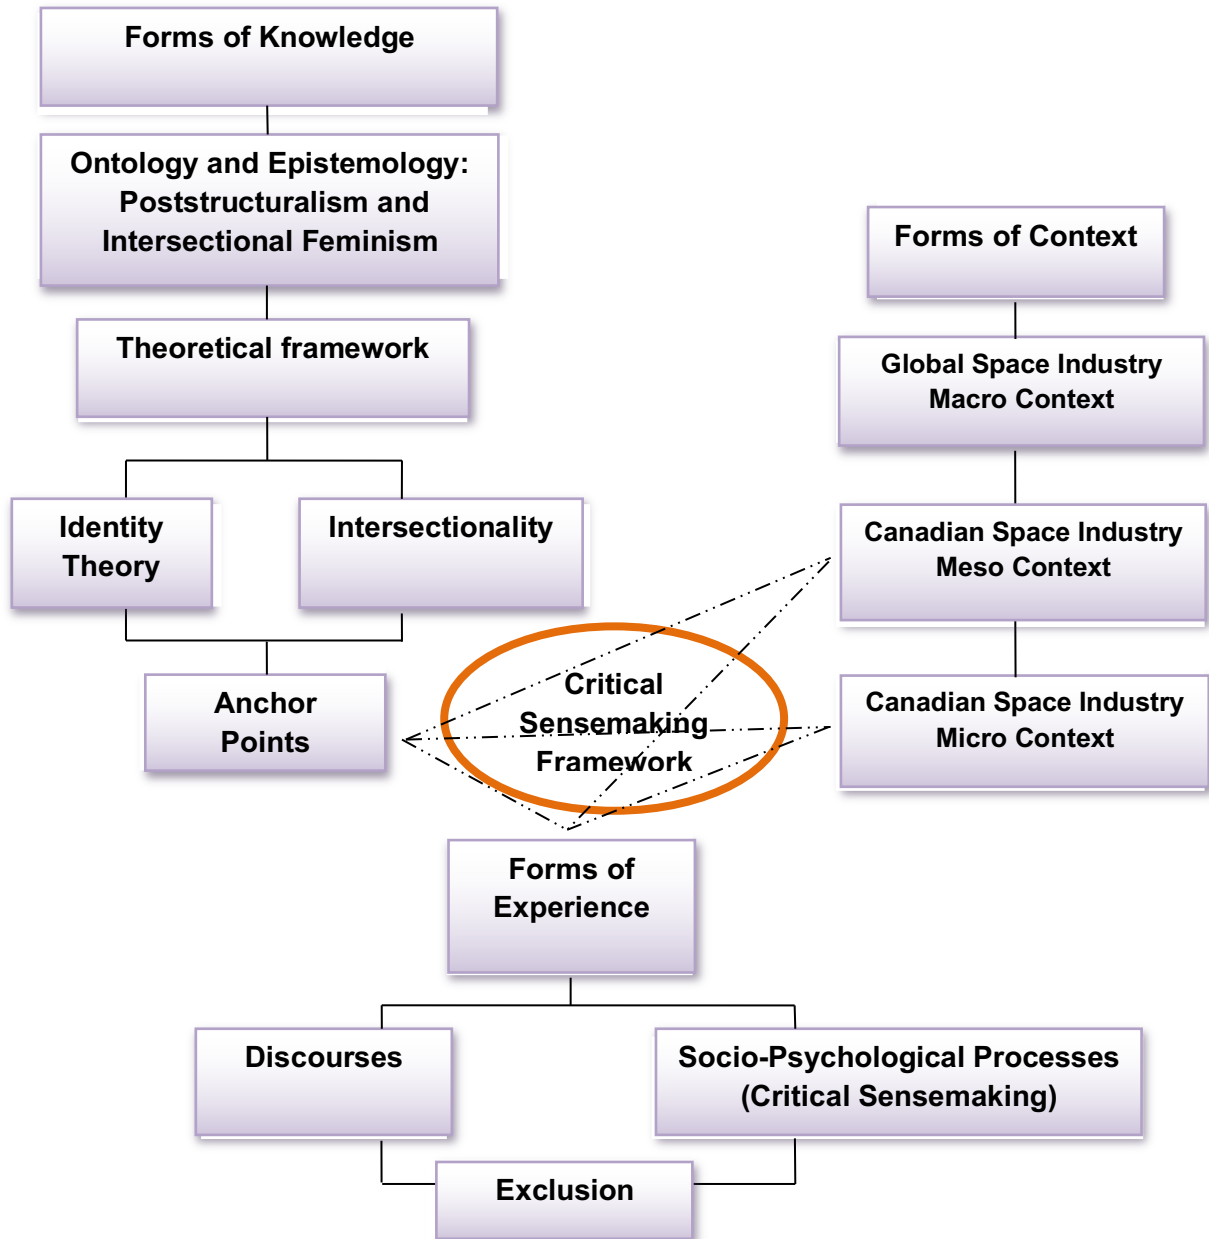 Forms of Knowledge
Ontology and Epistemology:
Poststructuralism and
Intersectional Feminism
Theoretical framework
Identity
Theory
Intersectionality
Anchor
Points
Forms of Context
Global Space Industry
Macro Context
Canadian Space Industry
Meso Context
Canadian Space Industry
Micro Context
Critical
Sensemaking
Framework
Forms of
Experience
Discourses
Socio-Psychological Processes
(Critical Sensemaking)
Exclusion